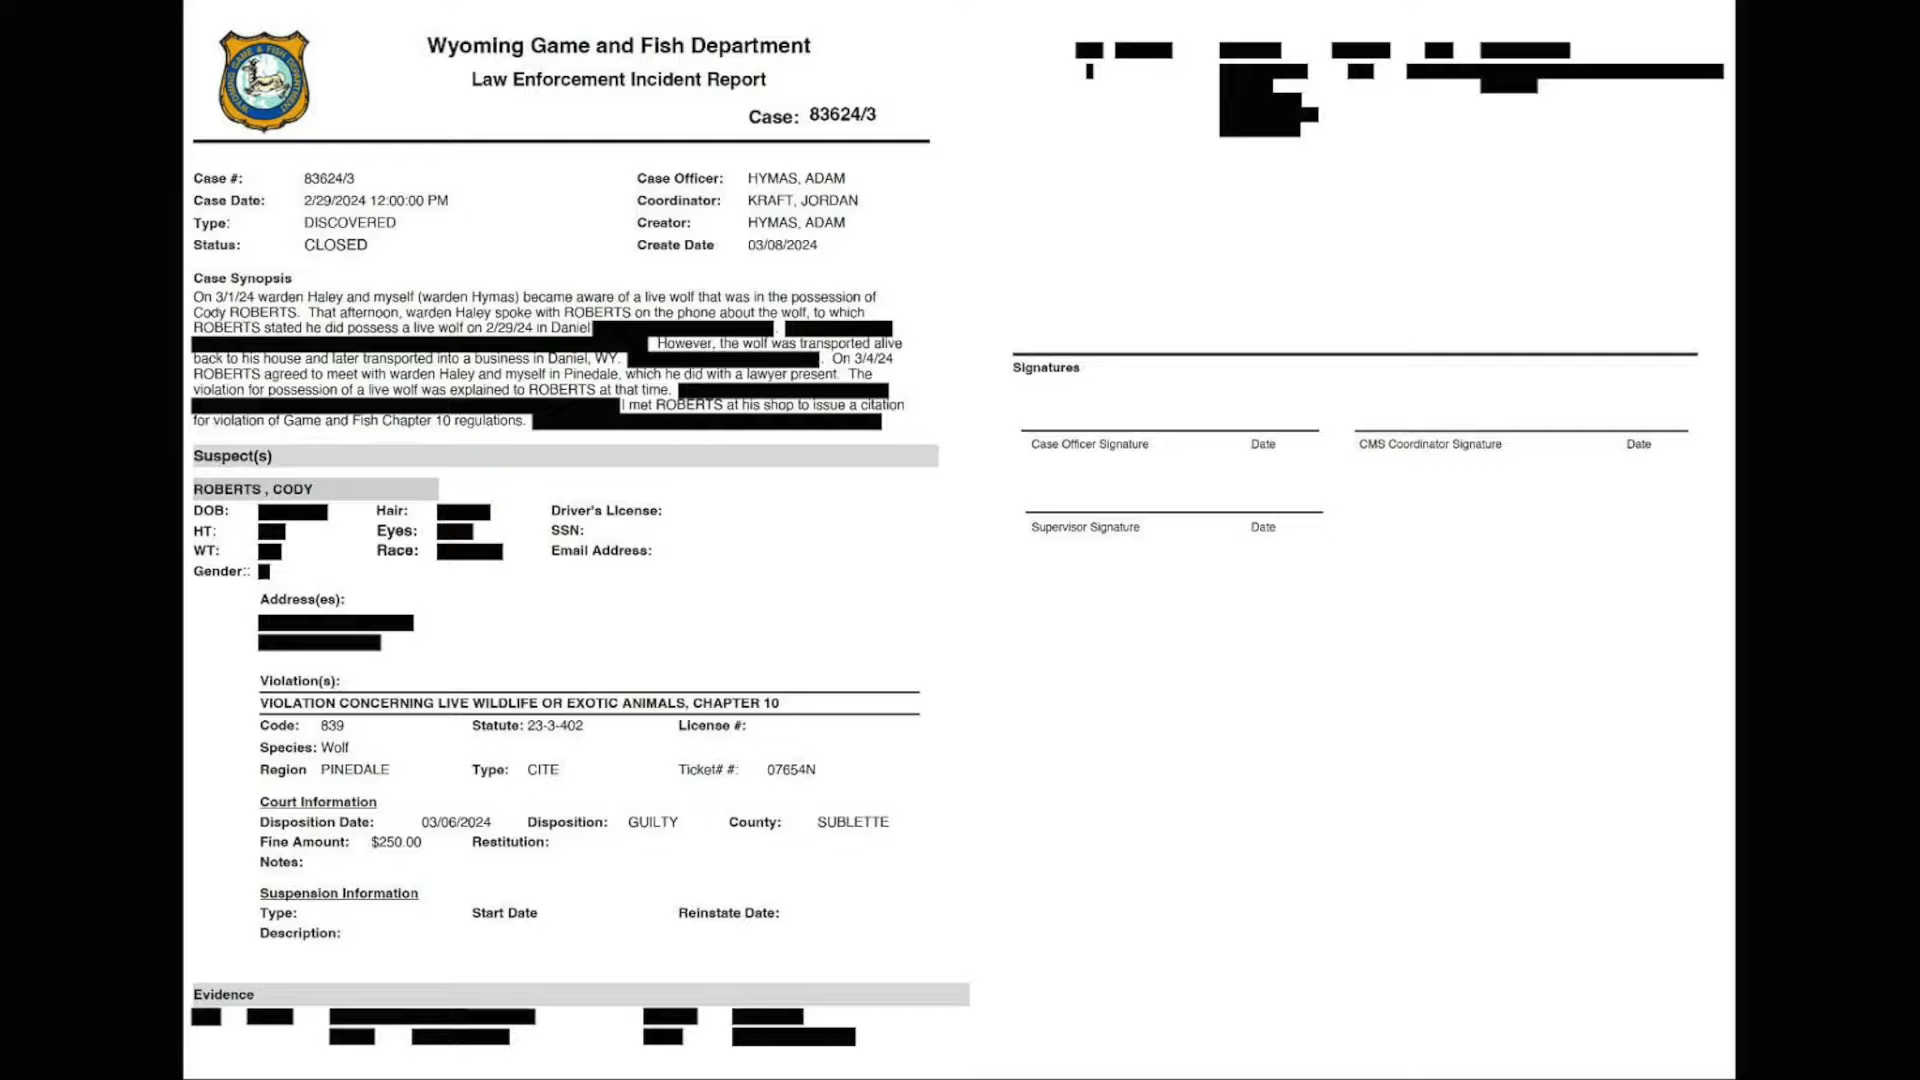 Wyoming Game and Fish Department
Law Enforcement Incident Report
Case: 83624/3
WYOMING GAME & FISH DEPARTMENT
Case #: 83624/3 Case Officer: HYMAS, ADAM
Case Date: 2/29/2024 12:00:00 PM Coordinator: KRAFT, JORDAN
Type: DISCOVERED Creator: HYMAS, ADAM
Status: CLOSED Create Date 03/08/2024
Case Synopsis
On 3/1/24 warden Haley and myself (warden Hymas) became aware of a live wolf that was in the possession of
Cody ROBERTS. That afternoon, warden Haley spoke with ROBERTS on the phone about the wolf, to which
ROBERTS stated he did possess a live wolf on 2/29/24 in Daniel .
However, the wolf was transported alive
back to his house and later transported into a business in Daniel, WY. . On 3/4/24
ROBERTS agreed to meet with warden Haley and myself in Pinedale, which he did with a lawyer present. The
violation for possession of a live wolf was explained to ROBERTS at that time.
I met ROBERTS at his shop to issue a citation
for violation of Game and Fish Chapter 10 regulations.
Suspect(s)
ROBERTS , CODY
DOB: Hair: Driver's License:
HT: Eyes: SSN:
WT: Race: Email Address:
Gender::
Address(es):
Violation(s):
VIOLATION CONCERNING LIVE WILDLIFE OR EXOTIC ANIMALS, CHAPTER 10
Code: 839 Statute: 23-3-402 License #:
Species: Wolf
Region PINEDALE Type: CITE Ticket# #: 07654N
Court Information
Disposition Date: 03/06/2024 Disposition: GUILTY County: SUBLETTE
Fine Amount: $250.00 Restitution:
Notes:
Suspension Information
Type: Start Date Reinstate Date:
Description:
Evidence
Signatures
Case Officer Signature Date CMS Coordinator Signature Date
Supervisor Signature Date